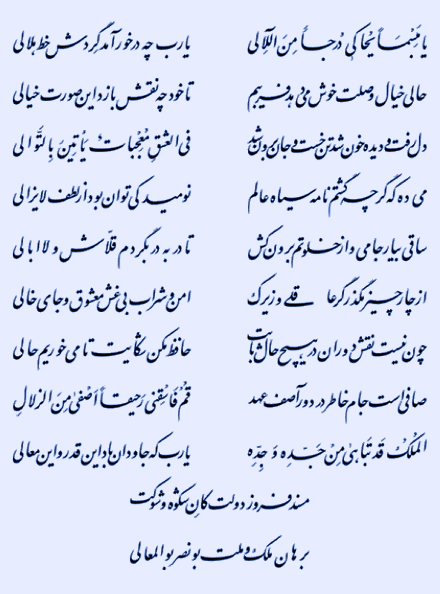 یا مبسماً یحاکی درجاً من اللآلی یارب چه درخور آمد گردش خط هلالی
حالی خیال وصلت خوش می‌دهد فریبم تا خود چه نقش بازد این صورت خیالی
دل رفت و دیده خون شد تن خست و جان برون شد فی العشق معجبات یأتین بالتوالی
می ده که گر چه گشتم نامه سیاه عالم نومید کی توان بود از لطف لایزالی
ساقی بیار جامی و از خلوتم برون کش تا در به در بگردم قلاش و لاابالی
از چار چیز مگذر گر عاقلی و زیرک امن و شراب بی‌غش معشوق و جای خالی
چون نیست نقش دوران در هیچ حال ثابت حافظ مکن شکایت تا می خوریم حالی
صافی است جام خاطر در دور آصف عهد قم فاسقنی رحیقاً اصفی من الزلال
الملک قد تباهی من جده و جده یارب که جاودان باد این قدر و این معالی
مسند فروز دولت کان شکوه و شوکت
برهان ملک و ملت بونصر بوالمعالی